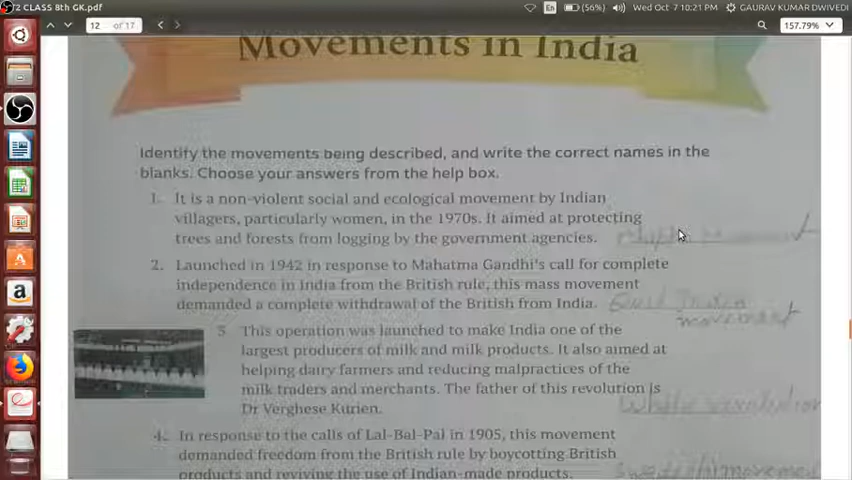 T2 CLASS 8th GK.pdf
En (56%) Wed Oct 7 10:21 PM GAURAV KUMAR DWIVEDI
12 of 17 157.79%
Movements in India
Identify the movements being described, and write the correct names in the
blanks. Choose your answers from the help box.
1. It is a non-violent social and ecological movement by Indian
villagers, particularly women, in the 1970s. It aimed at protecting
trees and forests from logging by the government agencies.
2. Launched in 1942 in response to Mahatma Gandhi's call for complete
independence in India from the British rule, this mass movement
demanded a complete withdrawal of the British from India. Quit India
movement
3 This operation was launched to make India one of the
largest producers of milk and milk products. It also aimed at
helping dairy farmers and reducing malpractices of the
milk traders and merchants. The father of this revolution is
Dr Verghese Kurien. White revolution
4. In response to the calls of Lal-Bal-Pal in 1905, this movement
demanded freedom from the British rule by boycotting British
products and reviving the use of Indian-made products.